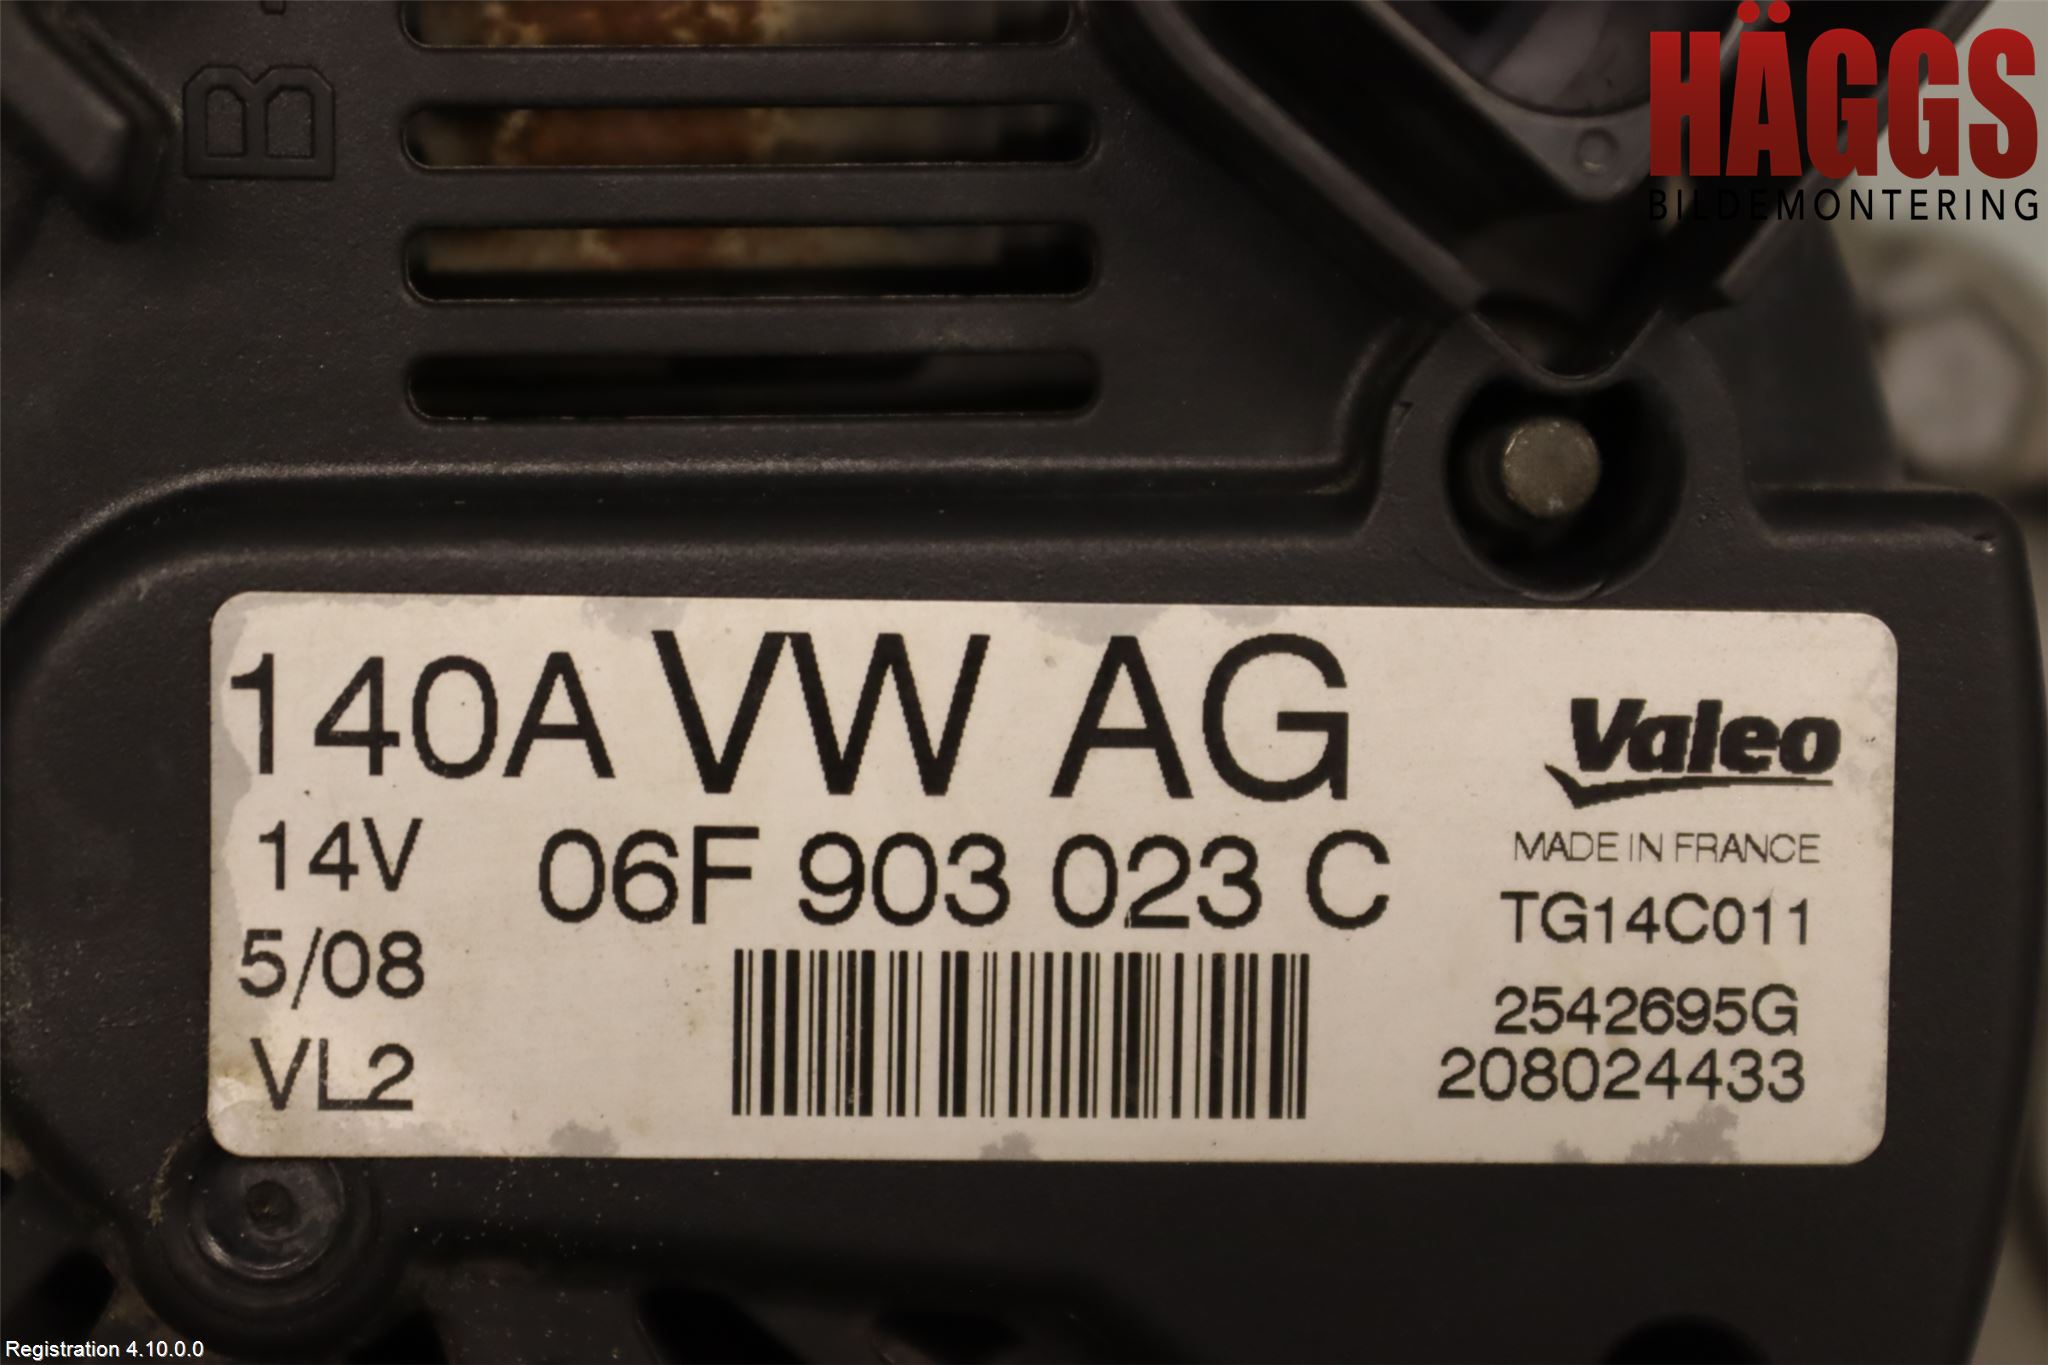 B
HÄGGS
BILDEMONTERING
140A VW AG
Valeo
MADE IN FRANCE
14V 06F 903 023 C
TG14C011
5/08
2542695G
VL2
208024433
Registration 4.10.0.0